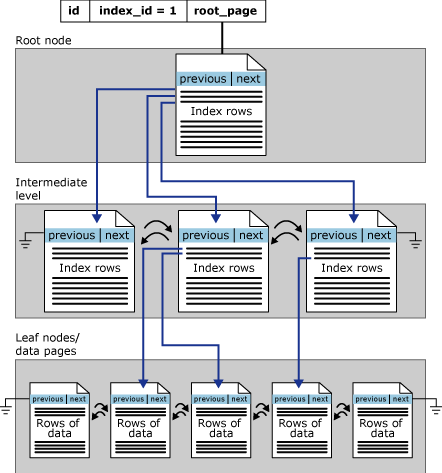 id index_id = 1 root_page
Root node
previous next
Index rows
Intermediate
level
previous next previous next previous next
Index rows Index rows Index rows
Leaf nodes/
data pages
previous next previous next previous next previous next previous next
Rows of Rows of Rows of Rows of Rows of
data data data data data